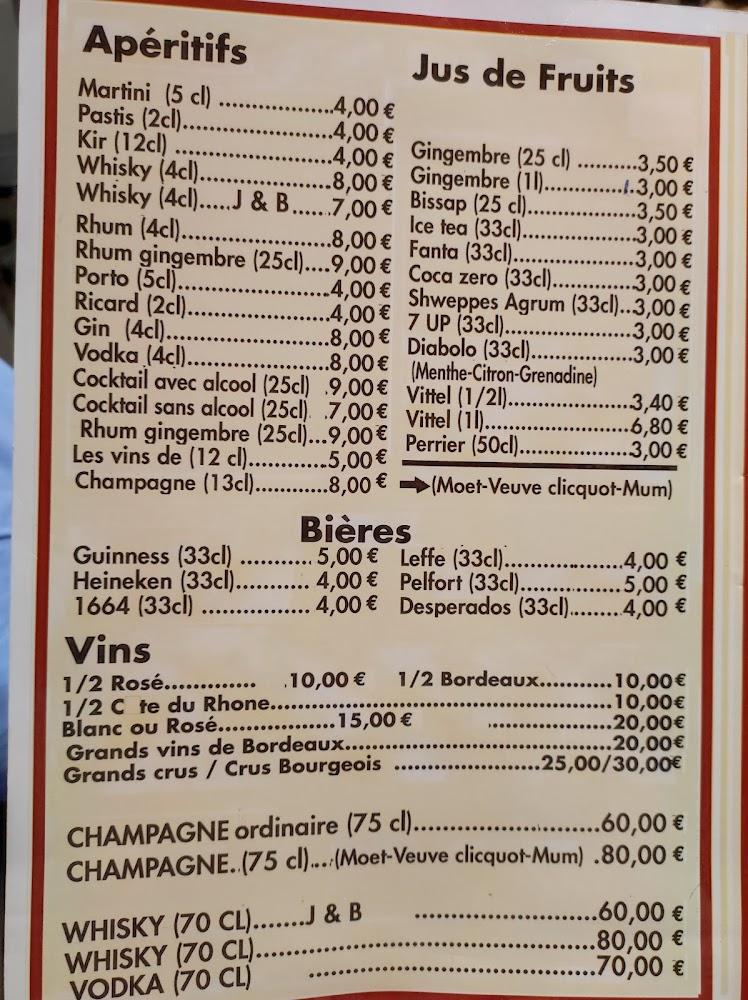 Apéritifs
Martini (5 cl) ..................4,00 €
Pastis (2cl)........................4,00 €
Kir (12cl) .........................4,00 €
Whisky (4cl)....................8,00 €
Whisky (4cl).....J & B......7,00 €
Rhum (4cl).......................8,00 €
Rhum gingembre (25cl)....9,00 €
Porto (5cl)........................4,00 €
Ricard (2cl)......................4,00 €
Gin (4cl)..........................8,00 €
Vodka (4cl)......................8,00 €
Cocktail avec alcool (25cl) .9,00 €
Cocktail sans alcool (25cl) .7,00 €
Rhum gingembre (25cl)...9,00 €
Les vins de (12 cl)............5,00 €
Champagne (13cl)...........8,00 € ➔(Moet-Veuve clicquot-Mum)
Jus de Fruits
Gingembre (25 cl) ..........3,50 €
Gingembre (1l)..............3,00 €
Bissap (25 cl)..................3,50 €
Ice tea (33cl)...................3,00 €
Fanta (33cl).....................3,00 €
Coca zero (33cl)..............3,00 €
Shweppes Agrum (33cl)..3,00 €
7 UP (33cl)......................3,00 €
Diabolo (33cl).................3,00 €
(Menthe-Citron-Grenadine)
Vittel (1/2l).....................3,40 €
Vittel (1l)........................6,80 €
Perrier (50cl)...................3,00 €
Bières
Guinness (33cl) ............ 5,00 €
Heineken (33cl)............ 4,00 €
1664 (33cl) .................. 4,00 €
Leffe (33cl).....................4,00 €
Pelfort (33cl)...................5,00 €
Desperados (33cl).........4,00 €
Vins
1/2 Rosé............. .10,00 € 1/2 Bordeaux...........10,00€
1/2 C te du Rhone....................................................10,00€
Blanc ou Rosé.................15,00 € ...................20,00€
Grands vins de Bordeaux........................................20,00€
Grands crus / Crus Bourgeois .....................25,00/30,00€
CHAMPAGNE ordinaire (75 cl)............................60,00 €
CHAMPAGNE..(75 cl)....(Moet-Veuve clicquot-Mum) .80,00 €
WHISKY (70 CL).......J & B ...........................60,00 €
WHISKY (70 CL)..................................................80,00 €
VODKA (70 CL) ...........................................70,00 €